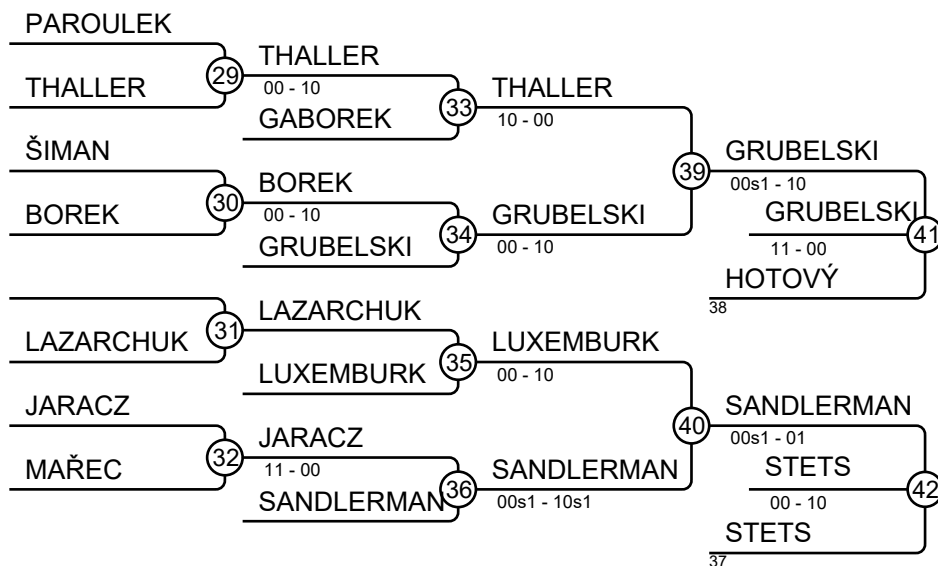 PAROULEK
29
THALLER
THALLER
00 - 10
33
GABOREK
THALLER
10 - 00
ŠIMAN
30
BOREK
BOREK
00 - 10
34
GRUBELSKI
GRUBELSKI
00 - 10
39
GRUBELSKI
00s1 - 10
GRUBELSKI
11 - 00
41
HOTOVÝ
38
31
LAZARCHUK
LAZARCHUK
35
LUXEMBURK
LUXEMBURK
00 - 10
JARACZ
32
MAŘEC
JARACZ
11 - 00
36
SANDLERMAN
SANDLERMAN
00s1 - 10s1
40
SANDLERMAN
00s1 - 01
STETS
00 - 10
42
STETS
37